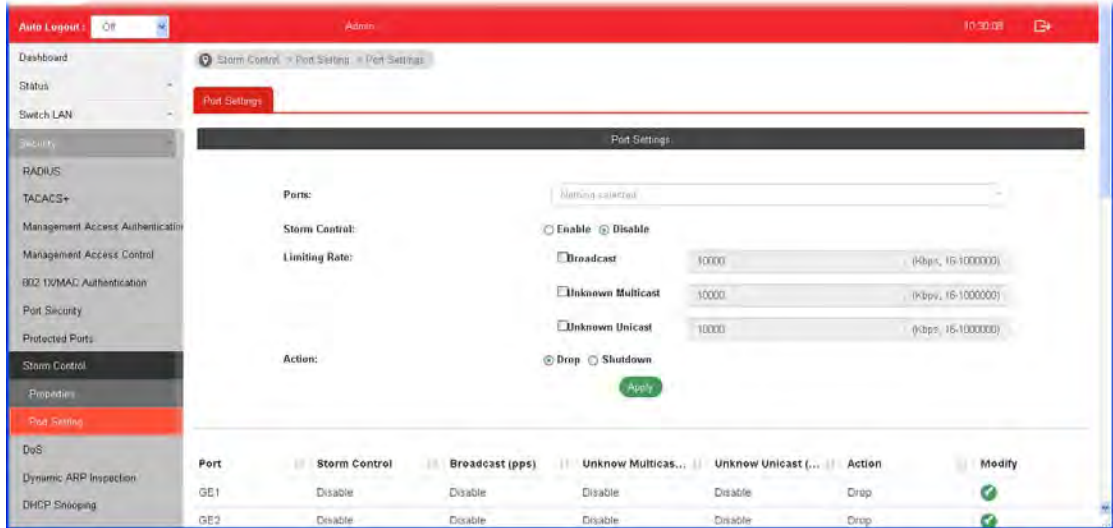 Auto Logout : Off Admin 10:30:08
Dashboard
Status
Switch LAN
Security
RADIUS
TACACS+
Management Access Authentication
Management Access Control
802.1X/MAC Authentication
Port Security
Protected Ports
Storm Control
Properties
Port Setting
DoS
Dynamic ARP Inspection
DHCP Snooping
Storm Control > Port Setting > Port Settings
Port Settings
Port Settings
Ports: Nothing selected
Storm Control: Enable Disable
Limiting Rate: Broadcast 10000 (Kbps, 16-1000000)
Unknown Multicast 10000 (Kbps, 16-1000000)
Unknown Unicast 10000 (Kbps, 16-1000000)
Action: Drop Shutdown
Apply
Port Storm Control Broadcast (pps) Unknow Multicas... Unknow Unicast (... Action Modify
GE1 Disable Disable Disable Disable Drop
GE2 Disable Disable Disable Disable Drop